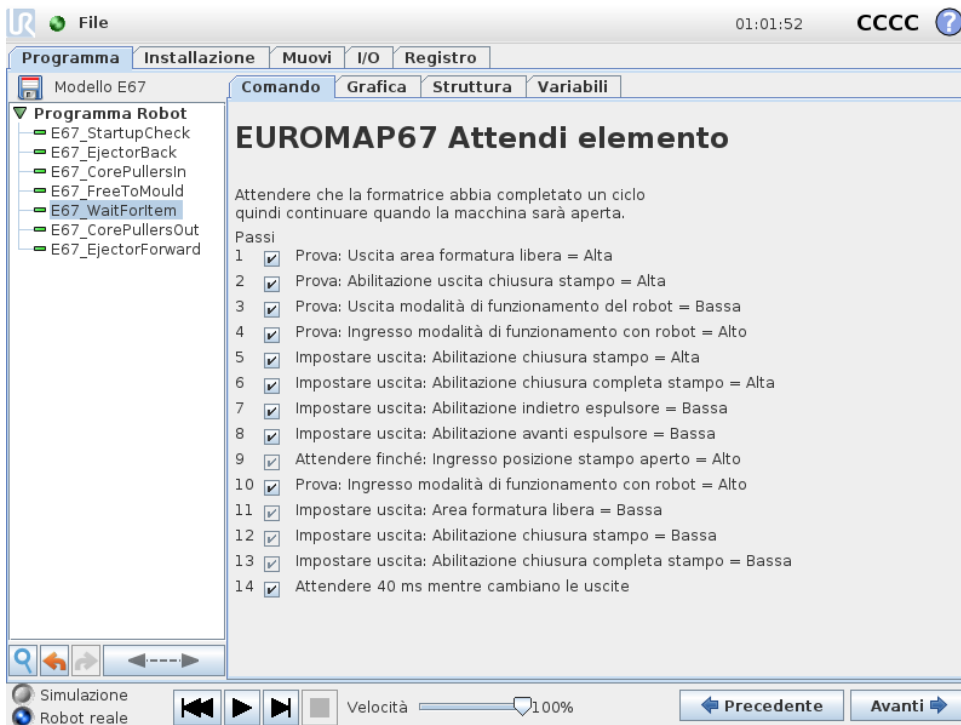 UR File 01:01:52 CCCC ?
Programma Installazione Muovi I/O Registro
Modello E67 Comando Grafica Struttura Variabili
Programma Robot
E67_StartupCheck
E67_EjectorBack
E67_CorePullersIn
E67_FreeToMould
E67_WaitForItem
E67_CorePullersOut
E67_EjectorForward
EUROMAP67 Attendi elemento
Attendere che la formatrice abbia completato un ciclo
quindi continuare quando la macchina sarà aperta.
Passi
1 Prova: Uscita area formatura libera = Alta
2 Prova: Abilitazione uscita chiusura stampo = Alta
3 Prova: Uscita modalità di funzionamento del robot = Bassa
4 Prova: Ingresso modalità di funzionamento con robot = Alto
5 Impostare uscita: Abilitazione chiusura stampo = Alta
6 Impostare uscita: Abilitazione chiusura completa stampo = Alta
7 Impostare uscita: Abilitazione indietro espulsore = Bassa
8 Impostare uscita: Abilitazione avanti espulsore = Bassa
9 Attendere finché: Ingresso posizione stampo aperto = Alto
10 Prova: Ingresso modalità di funzionamento con robot = Alto
11 Impostare uscita: Area formatura libera = Bassa
12 Impostare uscita: Abilitazione chiusura stampo = Bassa
13 Impostare uscita: Abilitazione chiusura completa stampo = Bassa
14 Attendere 40 ms mentre cambiano le uscite
Simulazione
Robot reale
Velocità 100%
Precedente Avanti